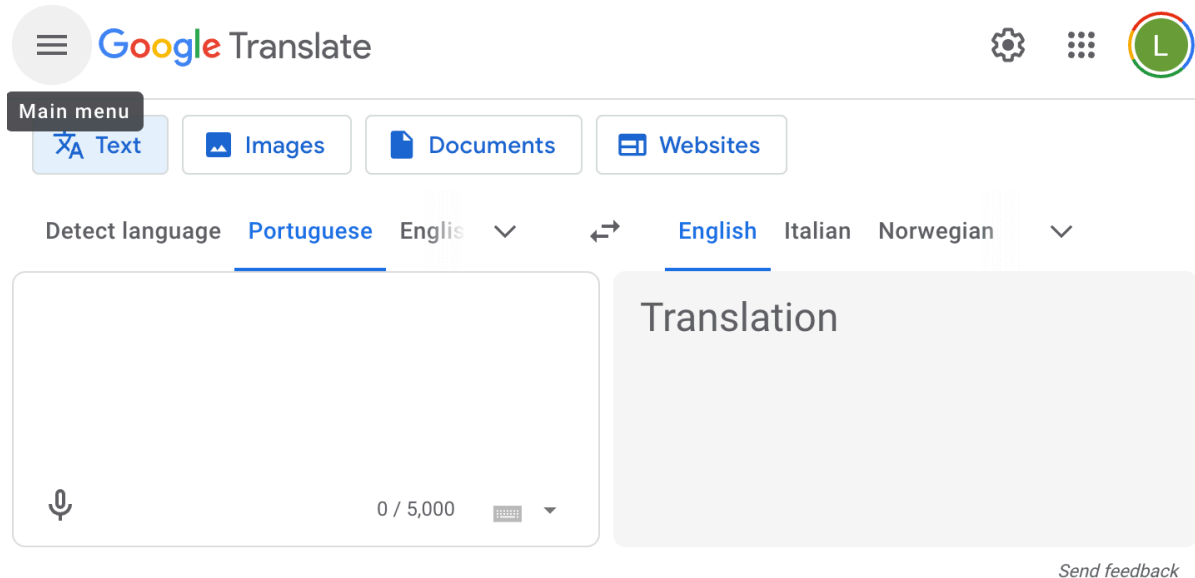 Google Translate
L
Main menu
Text Images Documents Websites
Detect language Portuguese Englis English Italian Norwegian
Translation
0 / 5,000
Send feedback